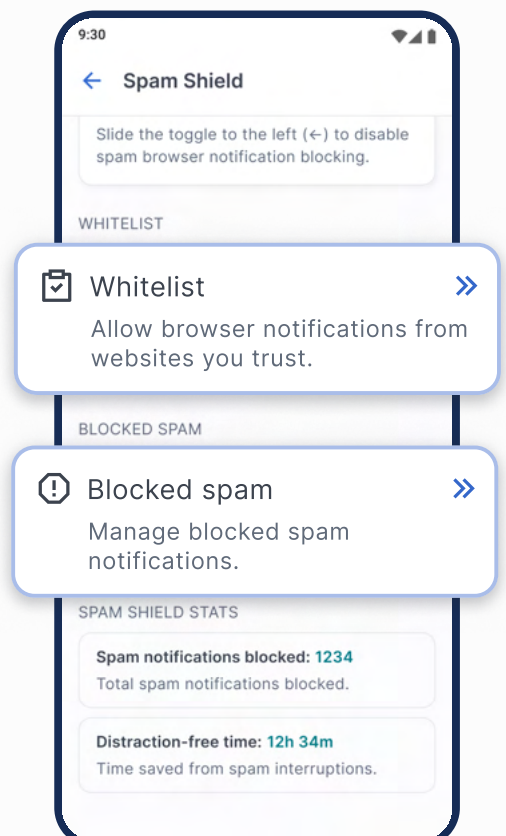 9:30
Spam Shield
Slide the toggle to the left (←) to disable
spam browser notification blocking.
WHITELIST
Whitelist
Allow browser notifications from
websites you trust.
BLOCKED SPAM
Blocked spam
Manage blocked spam
notifications.
SPAM SHIELD STATS
Spam notifications blocked: 1234
Total spam notifications blocked.
Distraction-free time: 12h 34m
Time saved from spam interruptions.